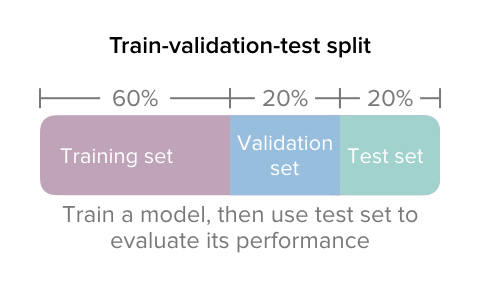 Train-validation-test split
60% 20% 20%
Training set
Validation
set
Test set
Train a model, then use test set to
evaluate its performance